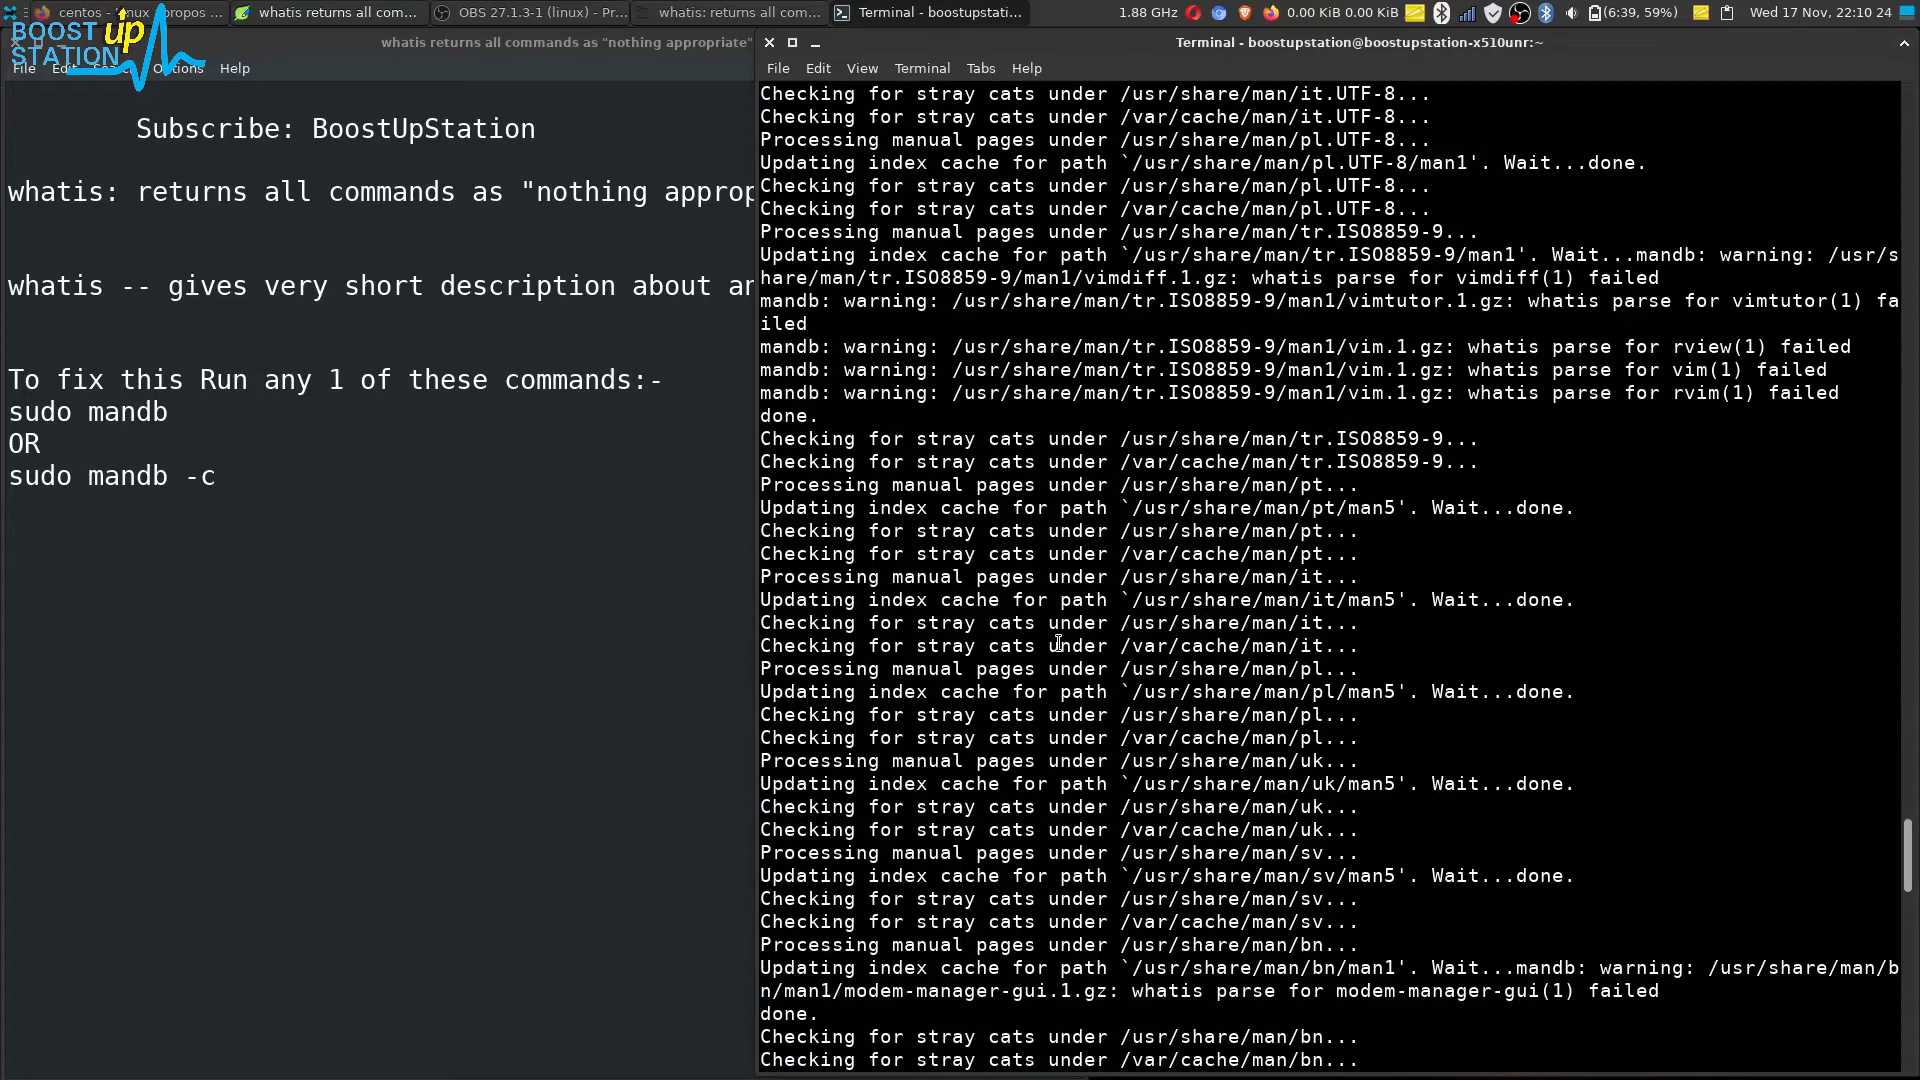 centos - Linux apropos ...
whatis returns all com...
OBS 27.1.3-1 (linux) - Pr...
whatis: returns all com...
Terminal - boostupstati...
1.88 GHz
0.00 KiB 0.00 KiB
(6:39, 59%)
Wed 17 Nov, 22:10 24
BOOST up
STATION
whatis returns all commands as "nothing appropriate"
File Edit Search Options Help
Subscribe: BoostUpStation
whatis: returns all commands as "nothing approp
whatis -- gives very short description about an
To fix this Run any 1 of these commands:-
sudo mandb
OR
sudo mandb -c
Terminal - boostupstation@boostupstation-x510unr:~
File Edit View Terminal Tabs Help
Checking for stray cats under /usr/share/man/it.UTF-8...
Checking for stray cats under /var/cache/man/it.UTF-8...
Processing manual pages under /usr/share/man/pl.UTF-8...
Updating index cache for path `/usr/share/man/pl.UTF-8/man1'. Wait...done.
Checking for stray cats under /usr/share/man/pl.UTF-8...
Checking for stray cats under /var/cache/man/pl.UTF-8...
Processing manual pages under /usr/share/man/tr.ISO8859-9...
Updating index cache for path `/usr/share/man/tr.ISO8859-9/man1'. Wait...mandb: warning: /usr/s
hare/man/tr.ISO8859-9/man1/vimdiff.1.gz: whatis parse for vimdiff(1) failed
mandb: warning: /usr/share/man/tr.ISO8859-9/man1/vimtutor.1.gz: whatis parse for vimtutor(1) fa
iled
mandb: warning: /usr/share/man/tr.ISO8859-9/man1/vim.1.gz: whatis parse for rview(1) failed
mandb: warning: /usr/share/man/tr.ISO8859-9/man1/vim.1.gz: whatis parse for vim(1) failed
mandb: warning: /usr/share/man/tr.ISO8859-9/man1/vim.1.gz: whatis parse for rvim(1) failed
done.
Checking for stray cats under /usr/share/man/tr.ISO8859-9...
Checking for stray cats under /var/cache/man/tr.ISO8859-9...
Processing manual pages under /usr/share/man/pt...
Updating index cache for path `/usr/share/man/pt/man5'. Wait...done.
Checking for stray cats under /usr/share/man/pt...
Checking for stray cats under /var/cache/man/pt...
Processing manual pages under /usr/share/man/it...
Updating index cache for path `/usr/share/man/it/man5'. Wait...done.
Checking for stray cats under /usr/share/man/it...
Checking for stray cats under /var/cache/man/it...
Processing manual pages under /usr/share/man/pl...
Updating index cache for path `/usr/share/man/pl/man5'. Wait...done.
Checking for stray cats under /usr/share/man/pl...
Checking for stray cats under /var/cache/man/pl...
Processing manual pages under /usr/share/man/uk...
Updating index cache for path `/usr/share/man/uk/man5'. Wait...done.
Checking for stray cats under /usr/share/man/uk...
Checking for stray cats under /var/cache/man/uk...
Processing manual pages under /usr/share/man/sv...
Updating index cache for path `/usr/share/man/sv/man5'. Wait...done.
Checking for stray cats under /usr/share/man/sv...
Checking for stray cats under /var/cache/man/sv...
Processing manual pages under /usr/share/man/bn...
Updating index cache for path `/usr/share/man/bn/man1'. Wait...mandb: warning: /usr/share/man/b
n/man1/modem-manager-gui.1.gz: whatis parse for modem-manager-gui(1) failed
done.
Checking for stray cats under /usr/share/man/bn...
Checking for stray cats under /var/cache/man/bn...